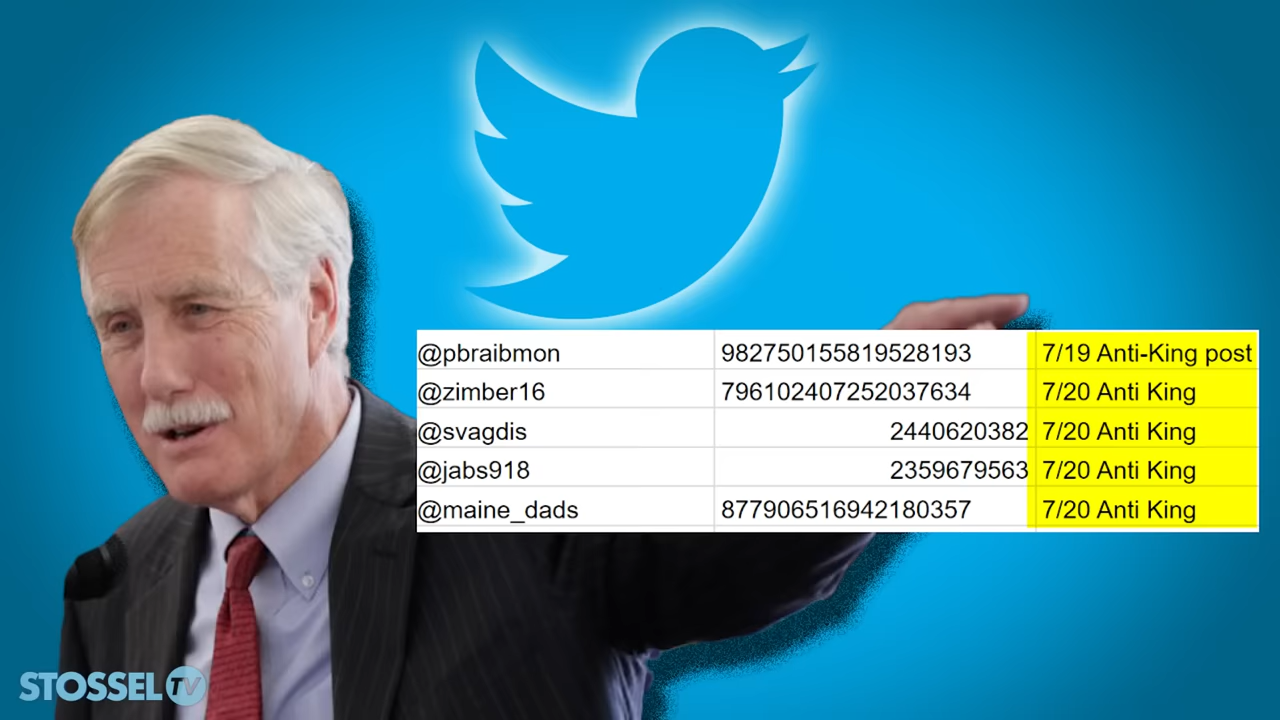 @pbraibmon 982750155819528193 7/19 Anti-King post
@zimber16 796102407252037634 7/20 Anti King
@svagdis 2440620382 7/20 Anti King
@jabs918 2359679563 7/20 Anti King
@maine_dads 877906516942180357 7/20 Anti King
STOSSEL TV